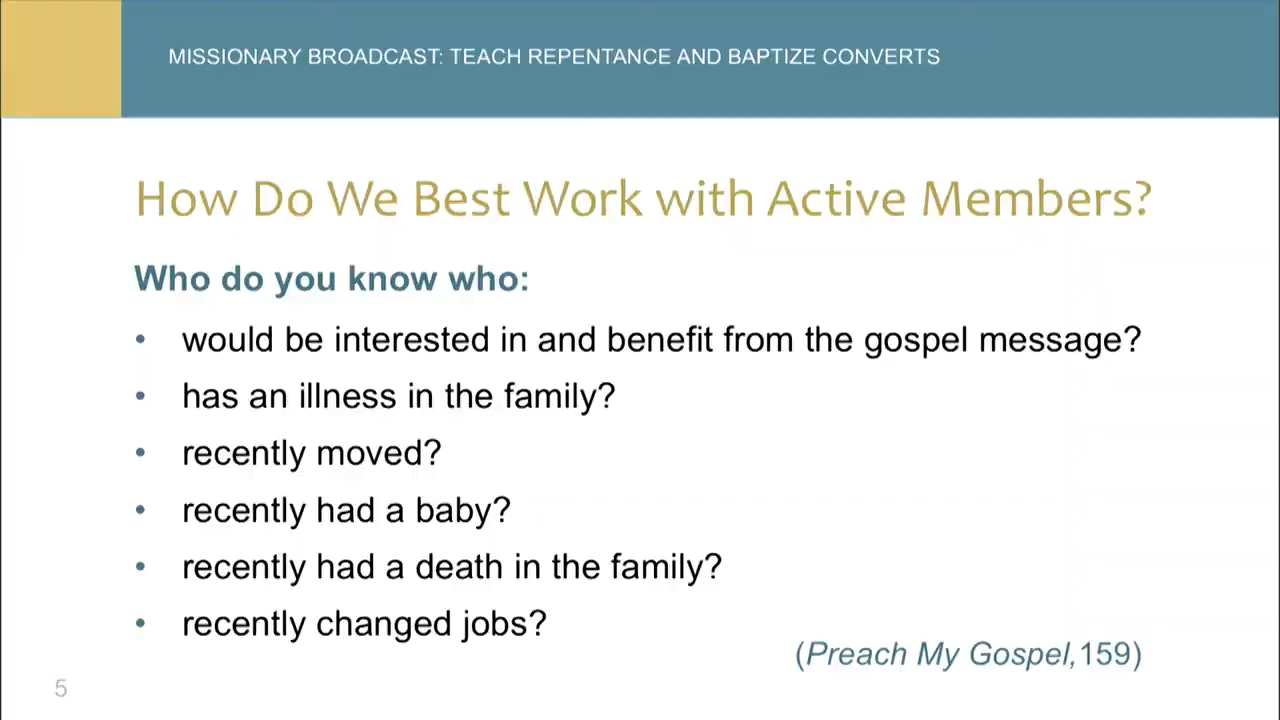 MISSIONARY BROADCAST: TEACH REPENTANCE AND BAPTIZE CONVERTS
How Do We Best Work with Active Members?
Who do you know who:
• would be interested in and benefit from the gospel message?
• has an illness in the family?
• recently moved?
• recently had a baby?
• recently had a death in the family?
• recently changed jobs?
(Preach My Gospel,159)
5